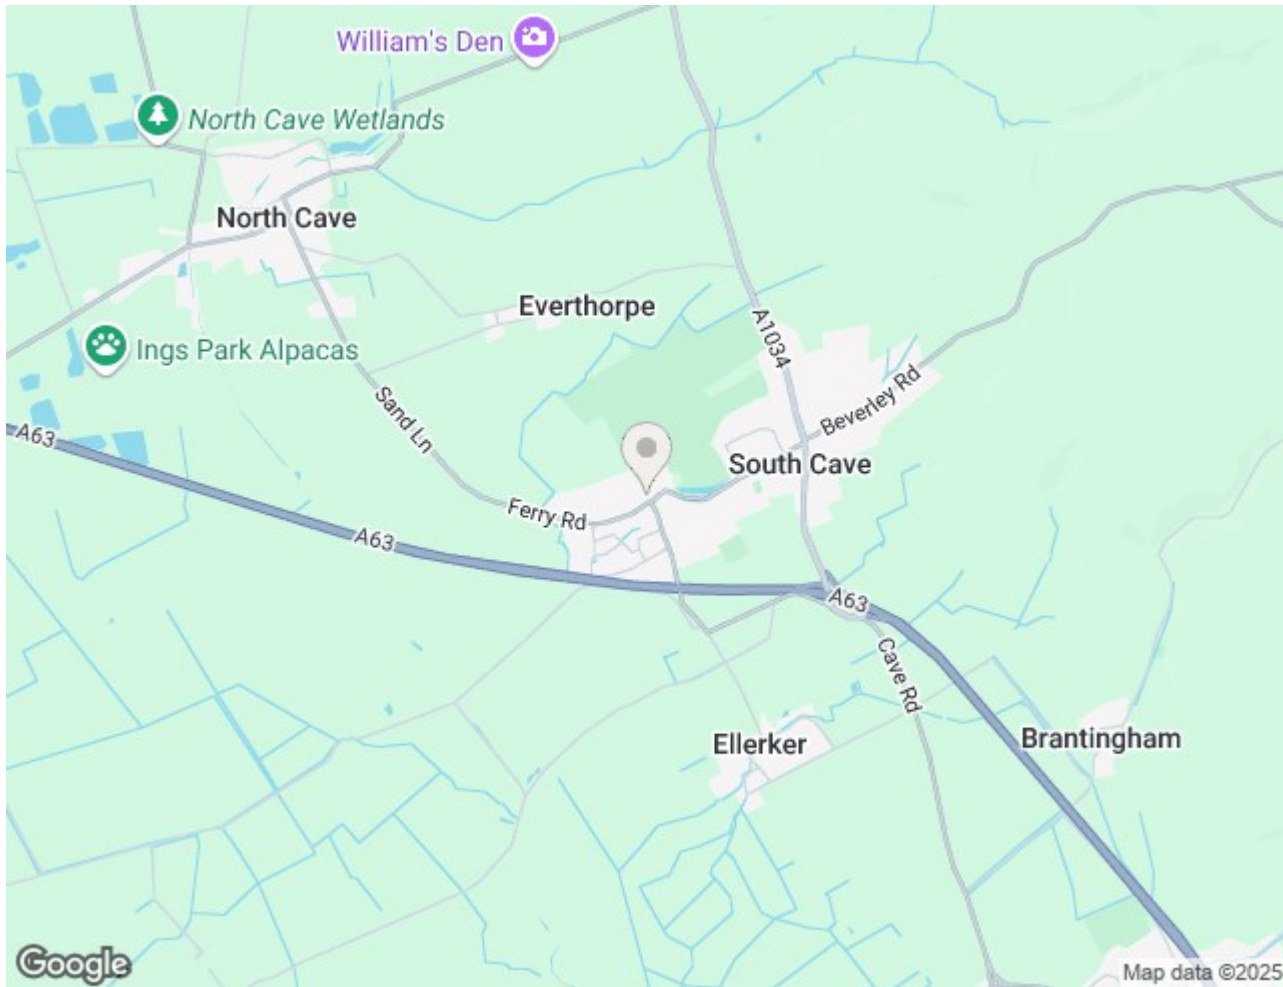 William's Den
North Cave Wetlands
North Cave
Everthorpe
A1034
Ings Park Alpacas
Sand Ln
Beverley Rd
A63
South Cave
Ferry Rd
A63
A63
Cave Rd
Ellerker
Brantingham
Google
Map data ©2025